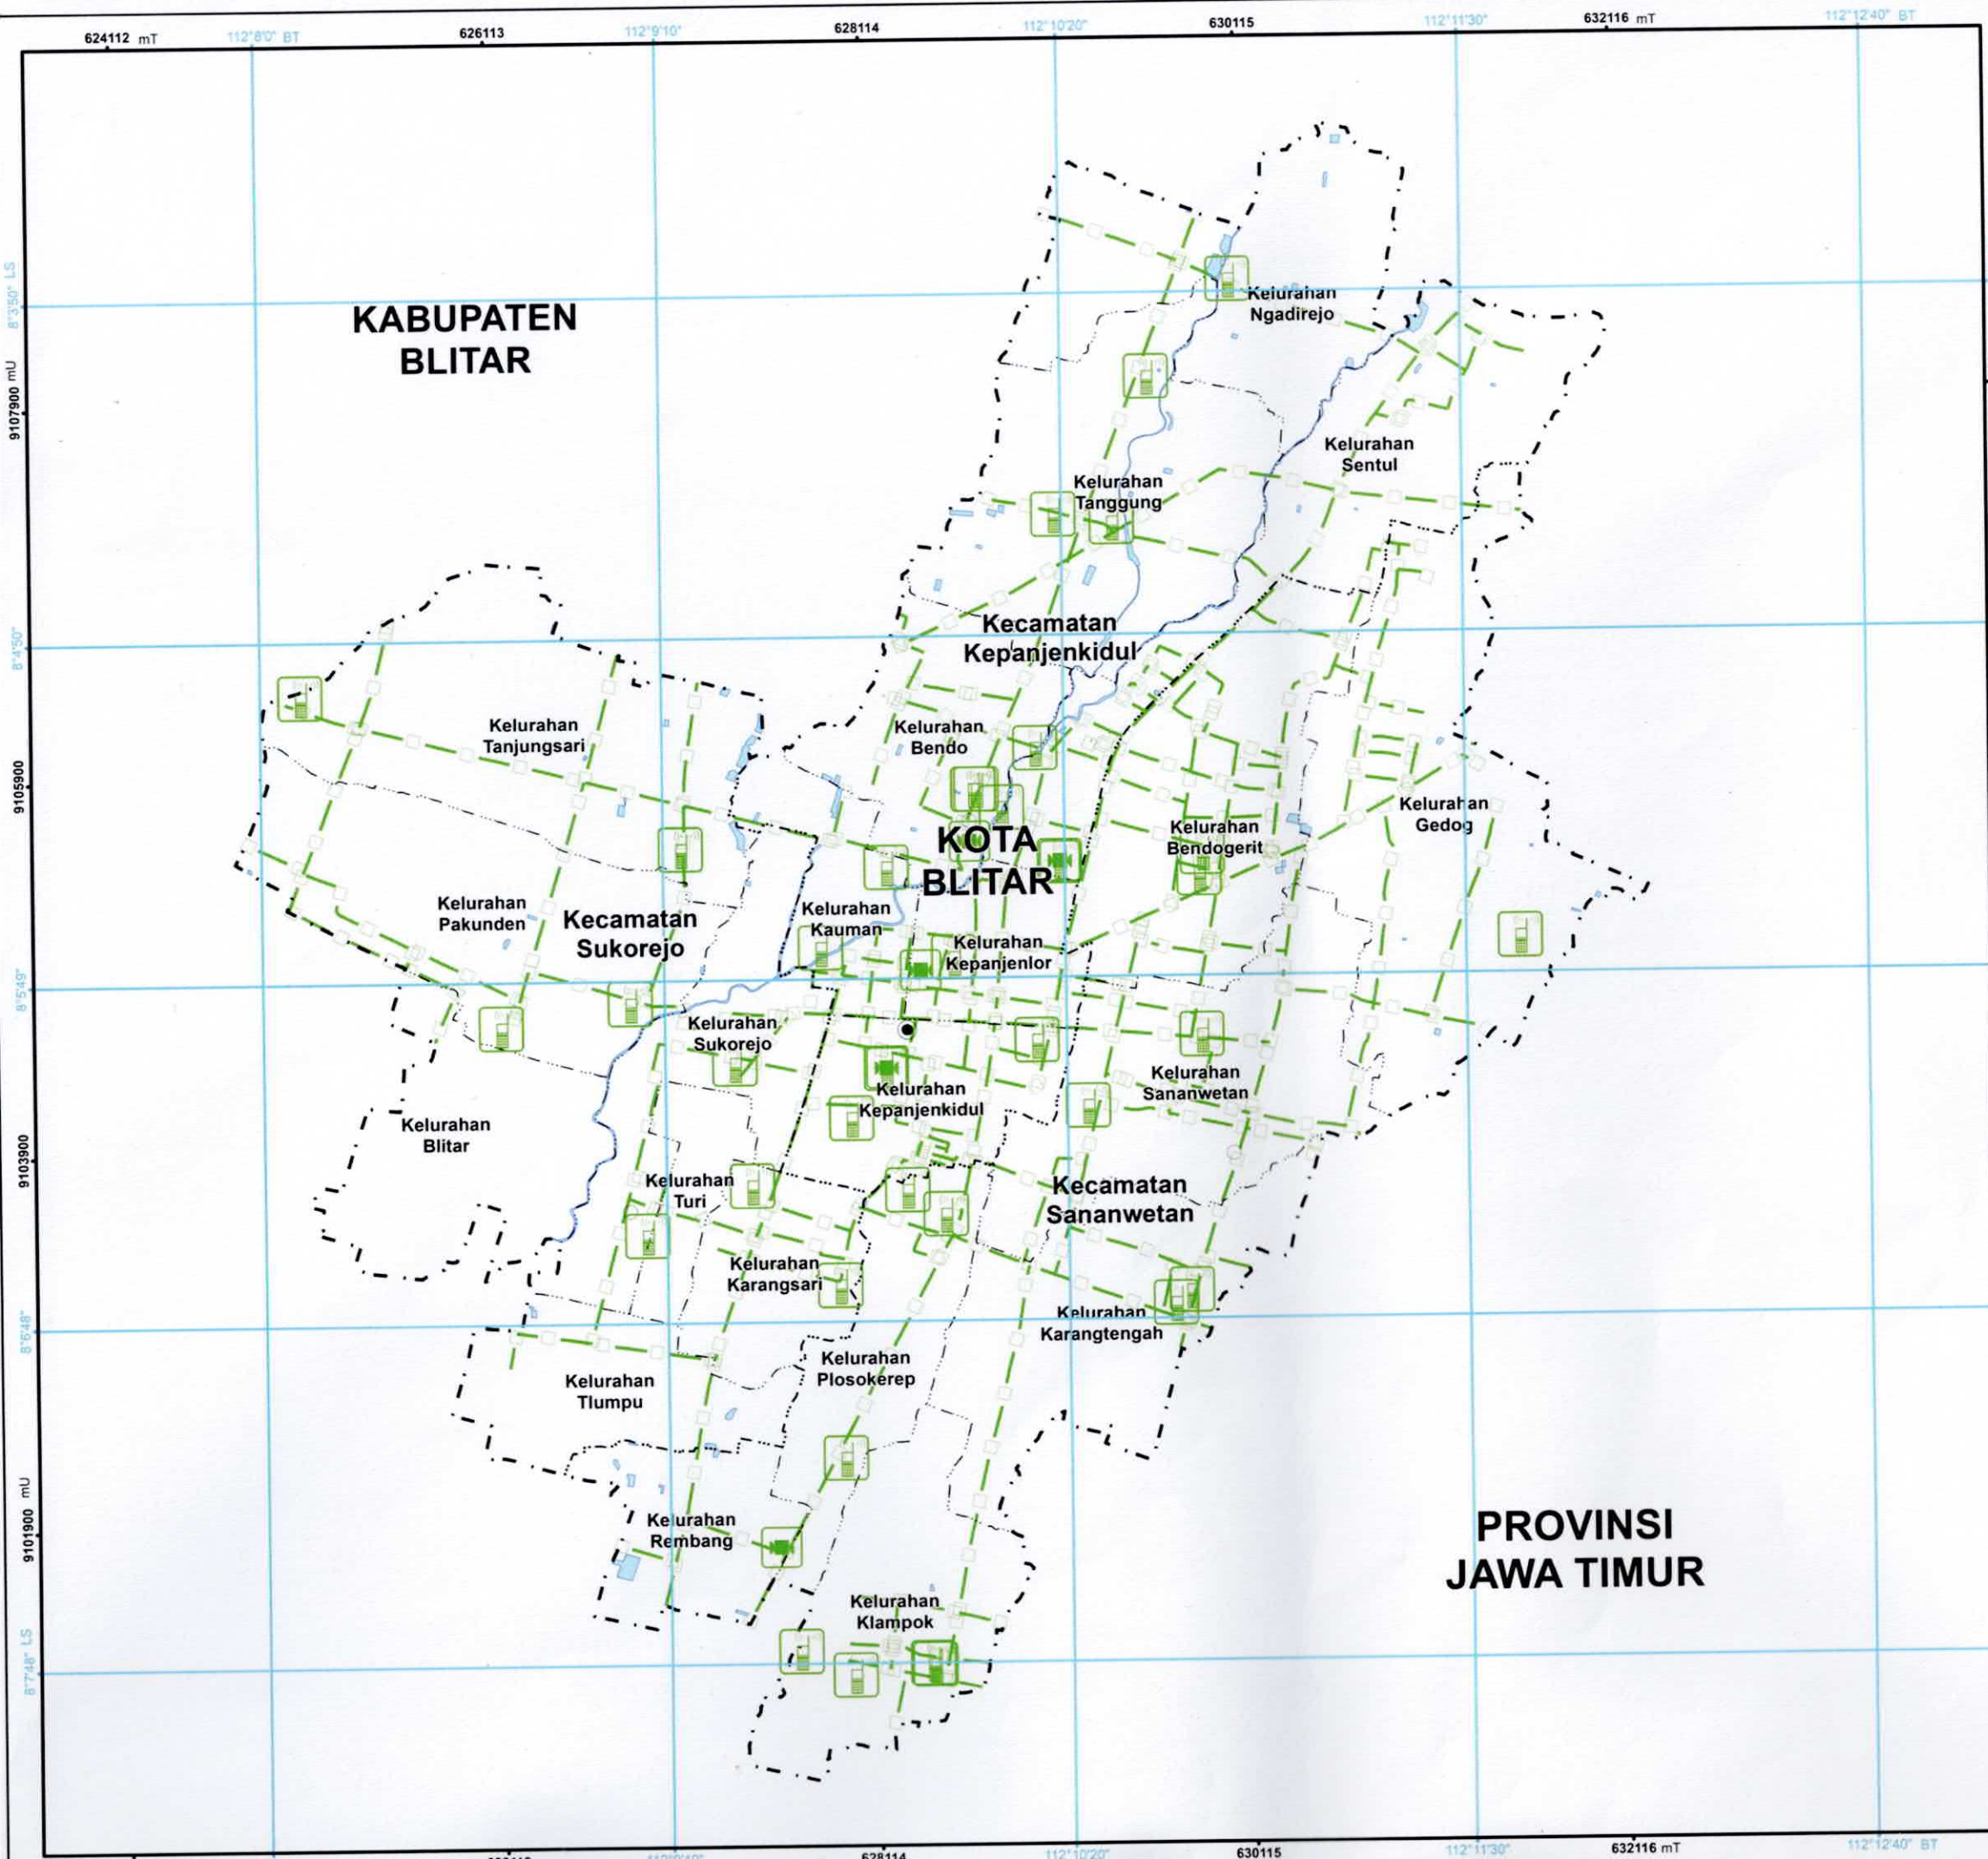 624112 mT
112°8'0" BT
626113
112°9'10"
628114
112°10'20"
630115
112°11'30"
632116 mT
112°12'40" BT
8°3'50" LS
9107900 mU
8°4'50"
9105900
8°5'49"
9103900
8°6'48"
9101900 mU
8°7'48" LS
KABUPATEN
BLITAR
Kelurahan
Ngadirejo
Kelurahan
Sentul
Kelurahan
Tanggung
Kecamatan
Kepanjenkidul
Kelurahan
Tanjungsari
Kelurahan
Bendo
Kelurahan
Gedog
Kelurahan
Bendogerit
KOTA
BLITAR
Kelurahan
Pakunden
Kecamatan
Sukorejo
Kelurahan
Kauman
Kelurahan
Kepanjenlor
Kelurahan
Sukorejo
Kelurahan
Sananwetan
Kelurahan
Kepanjenkidul
Kelurahan
Blitar
Kelurahan
Turi
Kecamatan
Sananwetan
Kelurahan
Karangsari
Kelurahan
Karangtengah
Kelurahan
Plosokerep
Kelurahan
Tlumpu
Kelurahan
Rembang
PROVINSI
JAWA TIMUR
Kelurahan
Klampok
628114
112°10'20"
630115
112°11'30"
632116 mT
112°12'40" BT